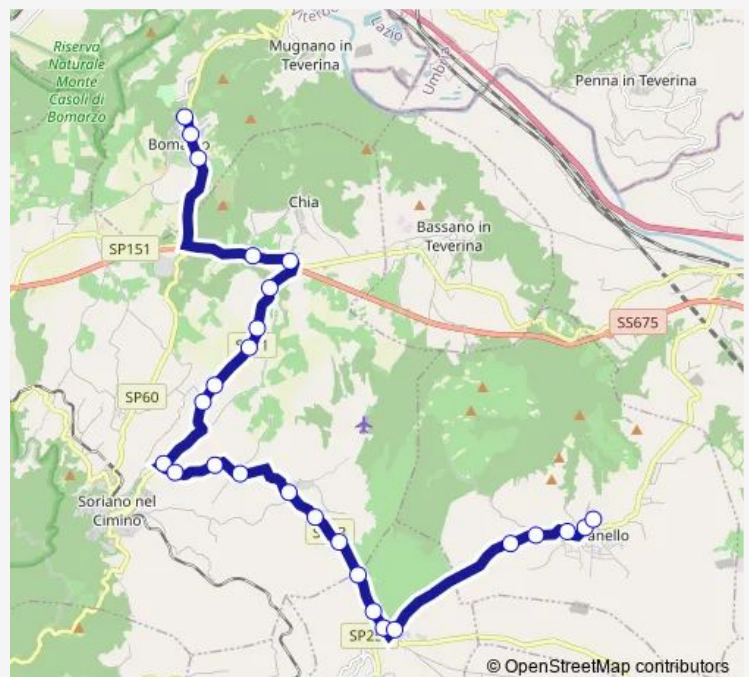 Viterbo
Lazio
Umbria
Riserva
Naturale
Monte
Casoli di
Bomarzo
Mugnano in
Teverina
Penna in Teverina
Chia
Bassano in
Teverina
SP151
SS675
SP60
Soriano nel
Cimino
© OpenStreetMap contributors